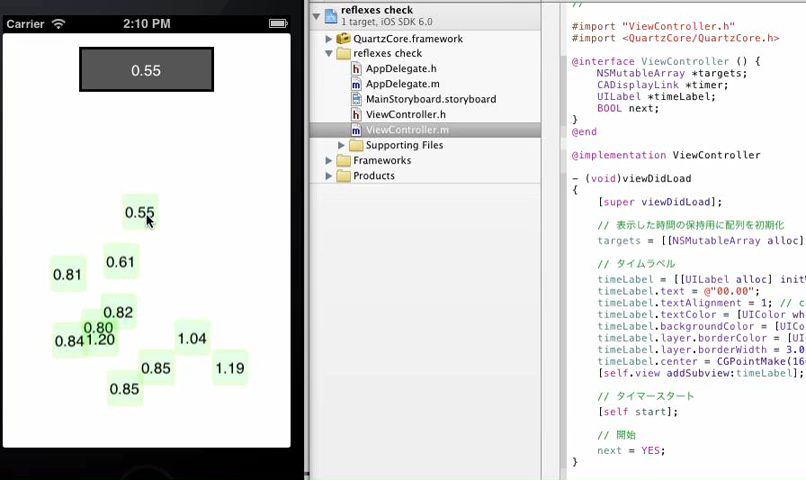 Carrier
2:10 PM
0.55
0.55
0.61
0.81
0.82
0.80
0.84
1.20
1.04
0.85
1.19
0.85
reflexes check
1 target, iOS SDK 6.0
QuartzCore.framework
reflexes check
AppDelegate.h
AppDelegate.m
MainStoryboard.storyboard
ViewController.h
ViewController.m
Supporting Files
Frameworks
Products
//
#import "ViewController.h"
#import <QuartzCore/QuartzCore.h>
@interface ViewController () {
NSMutableArray *targets;
CADisplayLink *timer;
UILabel *timeLabel;
BOOL next;
}
@end
@implementation ViewController
- (void)viewDidLoad
{
[super viewDidLoad];
// 表示した時間の保持用に配列を初期化
targets = [[NSMutableArray alloc]
// タイムラベル
timeLabel = [[UILabel alloc] init
timeLabel.text = @"00.00";
timeLabel.textAlignment = 1; // c
timeLabel.textColor = [UIColor wh
timeLabel.backgroundColor = [UICo
timeLabel.layer.borderColor = [UI
timeLabel.layer.borderWidth = 3.0
timeLabel.center = CGPointMake(16
[self.view addSubview:timeLabel];
// タイマースタート
[self start];
// 開始
next = YES;
}